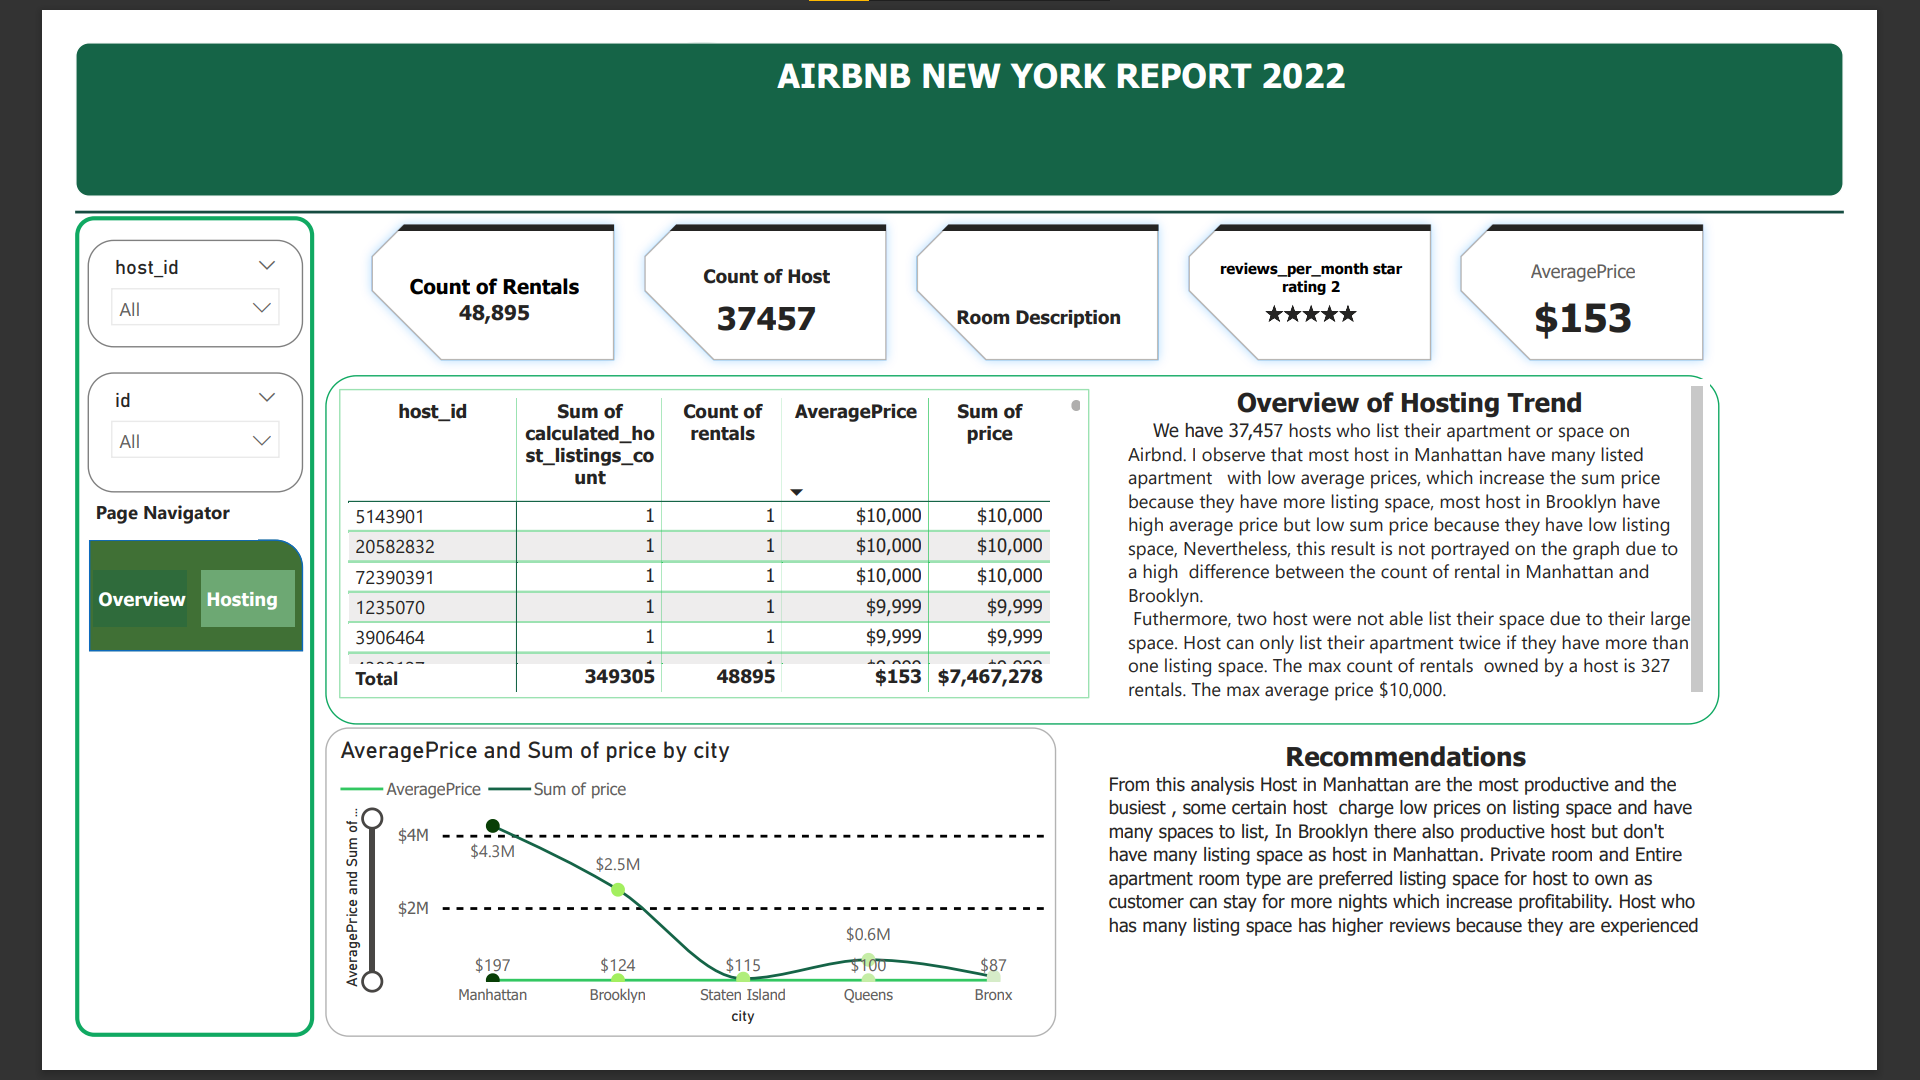 AIRBNB NEW YORK REPORT 2022
host_id
All
id
All
Page Navigator
Overview
Hosting
Count of Rentals
48,895
Count of Host
37457
Room Description
reviews_per_month star
rating 2
★★★★★
AveragePrice
$153
host_id
Sum of
calculated_ho
st_listings_co
unt
Count of
rentals
AveragePrice
Sum of
price
5143901 1 1 $10,000 $10,000
20582832 1 1 $10,000 $10,000
72390391 1 1 $10,000 $10,000
1235070 1 1 $9,999 $9,999
3906464 1 1 $9,999 $9,999
Total 349305 48895 $153 $7,467,278
Overview of Hosting Trend
We have 37,457 hosts who list their apartment or space on
Airbnd. I observe that most host in Manhattan have many listed
apartment with low average prices, which increase the sum price
because they have more listing space, most host in Brooklyn have
high average price but low sum price because they have low listing
space, Nevertheless, this result is not portrayed on the graph due to
a high difference between the count of rental in Manhattan and
Brooklyn.
Futhermore, two host were not able list their space due to their large
space. Host can only list their apartment twice if they have more than
one listing space. The max count of rentals owned by a host is 327
rentals. The max average price $10,000.
AveragePrice and Sum of price by city
AveragePrice
Sum of price
AveragePrice and Sum of ...
$4M
$2M
$4.3M
$2.5M
$0.6M
$197
$124
$115
$100
$87
Manhattan
Brooklyn
Staten Island
Queens
Bronx
city
Recommendations
From this analysis Host in Manhattan are the most productive and the
busiest , some certain host charge low prices on listing space and have
many spaces to list, In Brooklyn there also productive host but don't
have many listing space as host in Manhattan. Private room and Entire
apartment room type are preferred listing space for host to own as
customer can stay for more nights which increase profitability. Host who
has many listing space has higher reviews because they are experienced